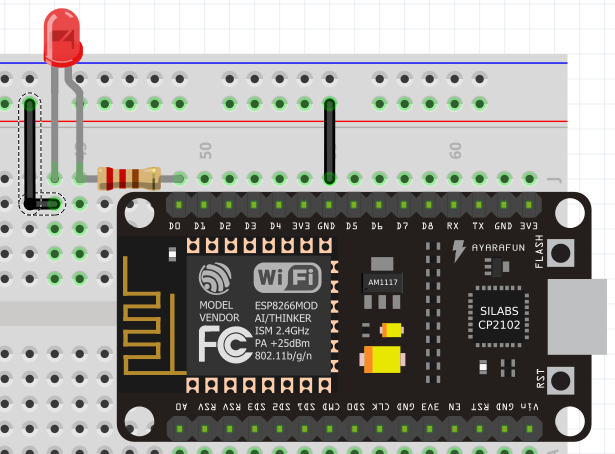 50
60
J
D0 D1 D2 D3 D4 3V3 GND D5 D6 D7 D8 RX TX GND 3V3
AYARAFUN
FLASH
WiFi
AM1117
MODEL
VENDOR
FC
ESP8266MOD
AI/THINKER
ISM 2.4GHz
PA +25dBm
802.11b/g/n
SILABS
CP2102
RST
A0 RSV RSV SD3 SD2 SD1 CMD SD0 CLK GND 3V3 EN RST GND Vin